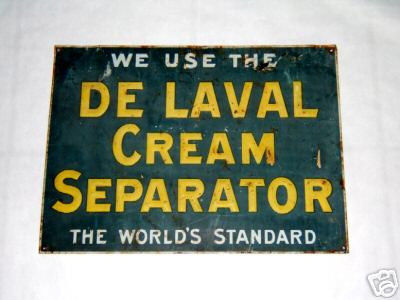 WE USE THE
DE LAVAL
CREAM
SEPARATOR
THE WORLD'S STANDARD